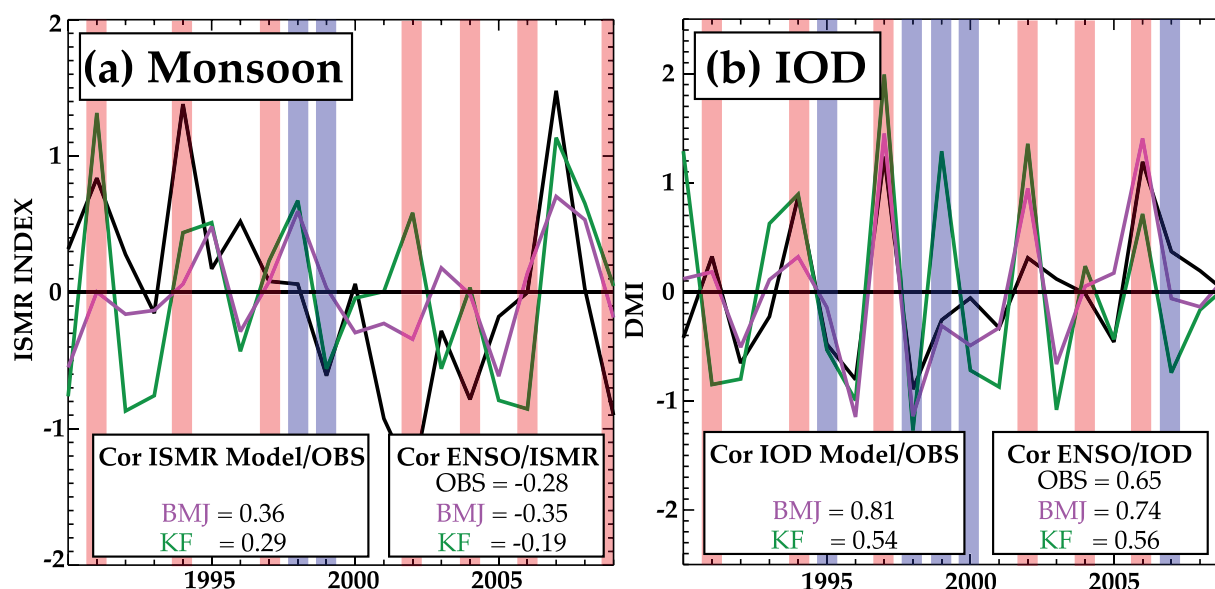 (a) Monsoon
ISMR INDEX
2
1
0
-1
-2
Cor ISMR Model/OBS
BMJ = 0.36
KF = 0.29
Cor ENSO/ISMR
OBS = -0.28
BMJ = -0.35
KF = -0.19
1995 2000 2005
(b) IOD
DMI
2
1
0
-1
-2
Cor IOD Model/OBS
BMJ = 0.81
KF = 0.54
Cor ENSO/IOD
OBS = 0.65
BMJ = 0.74
KF = 0.56
1995 2000 2005